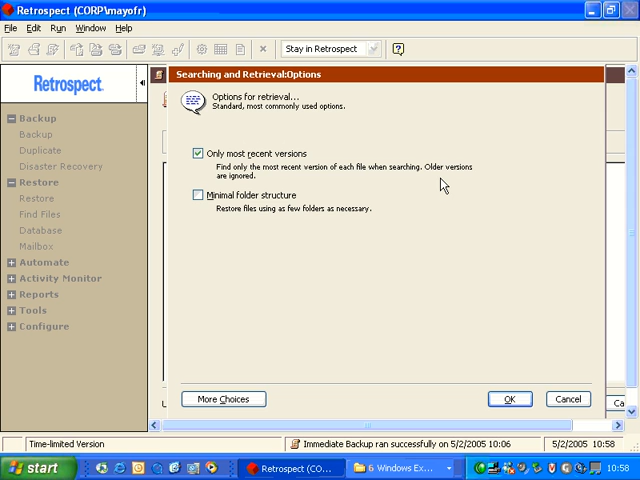 Retrospect (CORP\mayofr)
File Edit Run Window Help
Stay in Retrospect
Retrospect.
Backup
Backup
Duplicate
Disaster Recovery
Restore
Restore
Find Files
Database
Mailbox
Automate
Activity Monitor
Reports
Tools
Configure
Searching and Retrieval:Options
Options for retrieval...
Standard, most commonly used options.
Only most recent versions
Find only the most recent version of each file when searching. Older versions
are ignored.
Minimal folder structure
Restore files using as few folders as necessary.
More Choices OK Cancel
Ca
Time-limited Version Immediate Backup ran successfully on 5/2/2005 10:06 5/2/2005 10:58
start Retrospect (CO... 6 Windows Ex... 10:58